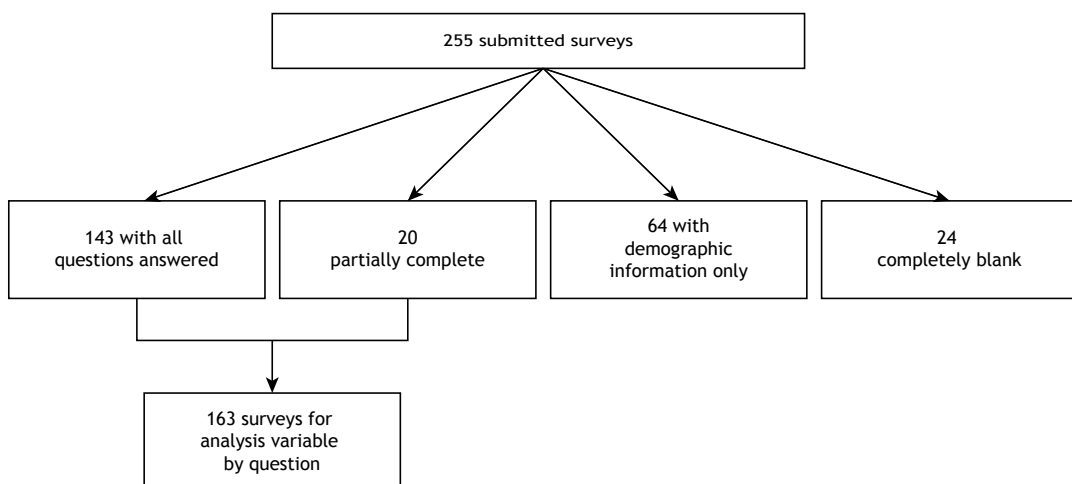 255 submitted surveys
143 with all
questions answered
20
partially complete
64 with
demographic
information only
24
completely blank
163 surveys for
analysis variable
by question